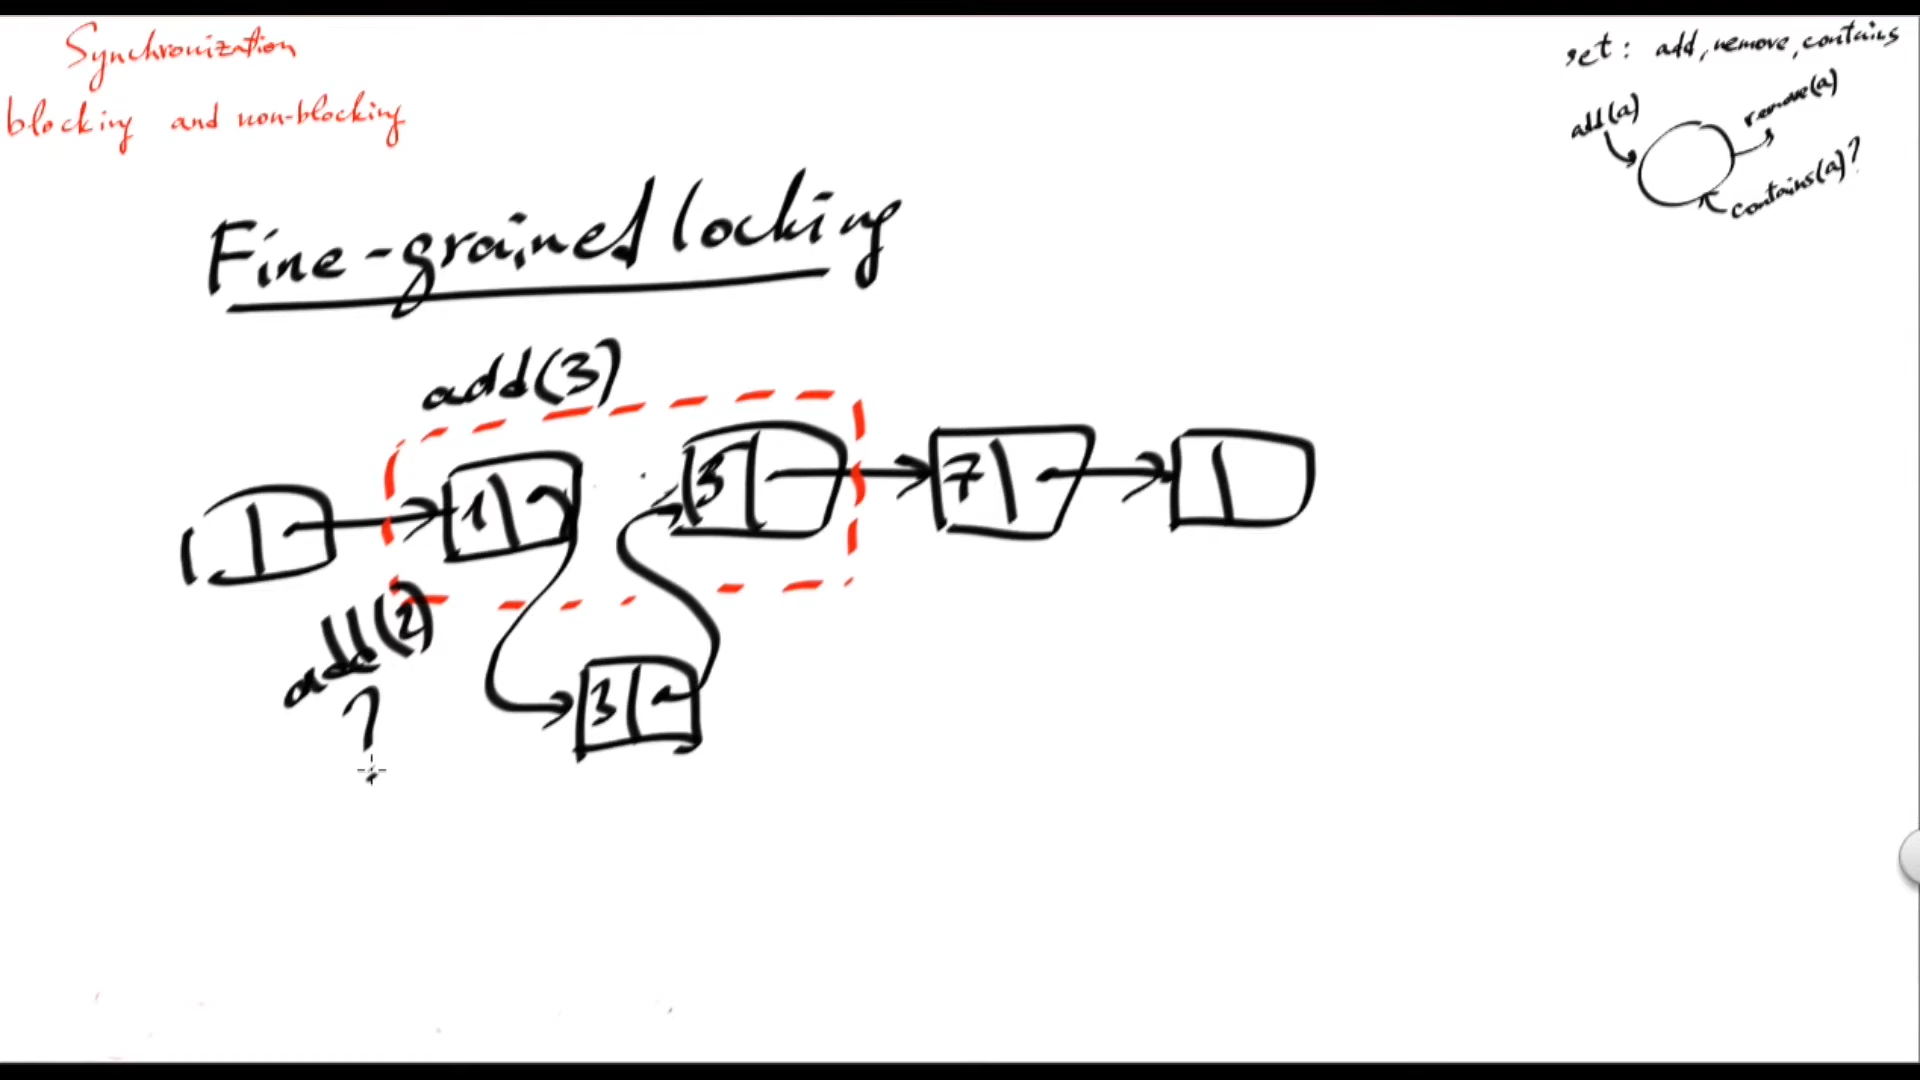 Synchronization
blocking and non-blocking
set: add, remove, contains
add(a)
remove(a)
contains(a)?
Fine-grained locking
add(3)
1
5
7
add(2)
?
3